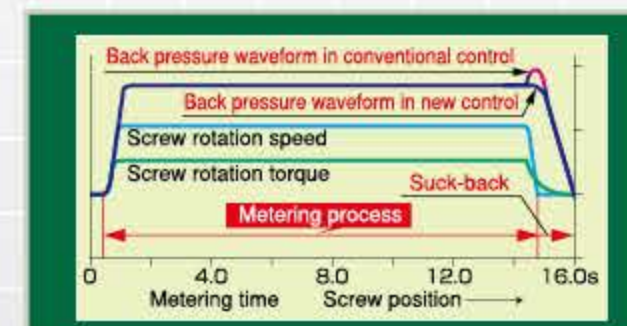 Back pressure waveform in conventional control
Back pressure waveform in new control
Screw rotation speed
Screw rotation torque
Suck-back
Metering process
0 4.0 8.0 12.0 16.0s
Metering time Screw position